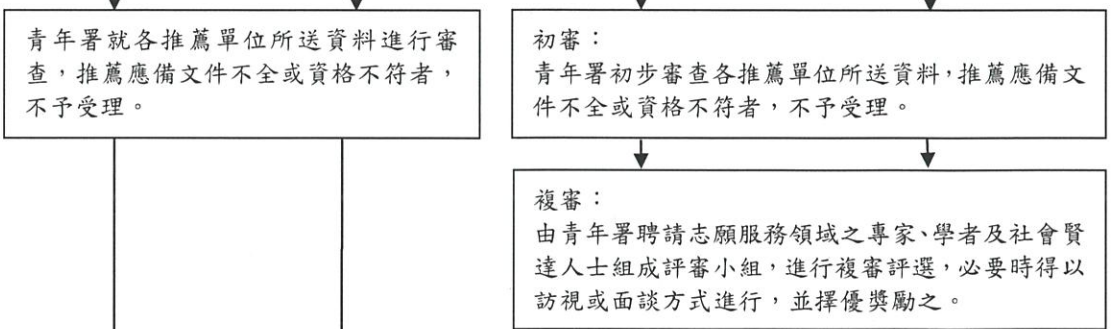 青年署就各推薦單位所送資料進行審
查，推薦應備文件不全或資格不符者，
不予受理。
初審：
青年署初步審查各推薦單位所送資料，推薦應備文
件不全或資格不符者，不予受理。
複審：
由青年署聘請志願服務領域之專家、學者及社會賢
達人士組成評審小組，進行複審評選，必要時得以
訪視或面談方式進行，並擇優獎勵之。